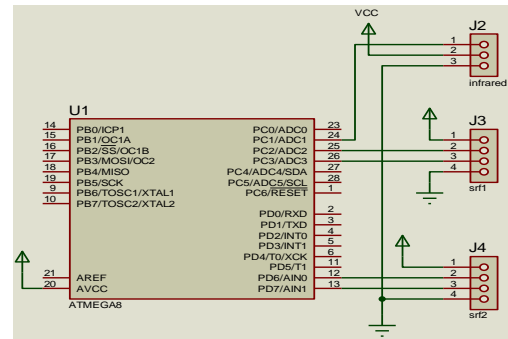 VCC
J2
1
2
3
infrared
U1
14 PB0/ICP1 PC0/ADC0 23
15 PB1/OC1A PC1/ADC1 24
16 PB2/SS/OC1B PC2/ADC2 25
17 PB3/MOSI/OC2 PC3/ADC3 26
18 PB4/MISO PC4/ADC4/SDA 27
19 PB5/SCK PC5/ADC5/SCL 28
9 PB6/TOSC1/XTAL1 PC6/RESET 1
10 PB7/TOSC2/XTAL2
PD0/RXD 2
PD1/TXD 3
PD2/INT0 4
PD3/INT1 5
PD4/T0/XCK 6
PD5/T1 11
21 AREF PD6/AIN0 12
20 AVCC PD7/AIN1 13
ATMEGA8
J3
1
2
3
4
srf1
J4
1
2
3
4
srf2